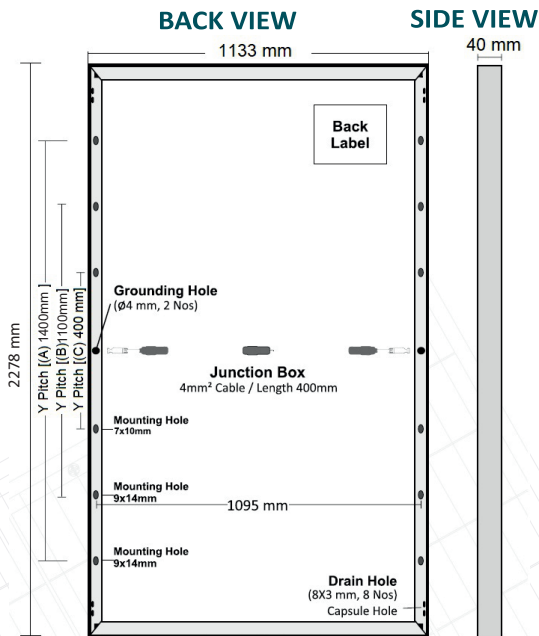 BACK VIEW
SIDE VIEW
1133 mm
40 mm
Back
Label
2278 mm
Y Pitch [(A) 1400mm ]
Y Pitch [(B)1100mm]
Y Pitch [(C) 400 mm]
Grounding Hole
(Ø4 mm, 2 Nos)
Junction Box
4mm² Cable / Length 400mm
Mounting Hole
7x10mm
Mounting Hole
9x14mm
1095 mm
Mounting Hole
9x14mm
Drain Hole
(8X3 mm, 8 Nos)
Capsule Hole